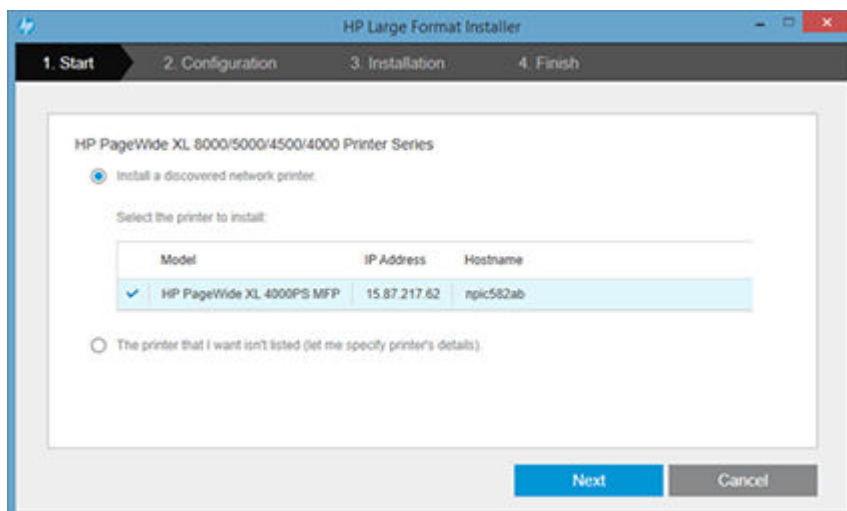 HP Large Format Installer
1. Start 2. Configuration 3. Installation 4. Finish
HP PageWide XL 8000/5000/4500/4000 Printer Series
Install a discovered network printer.
Select the printer to install:
Model IP Address Hostname
HP PageWide XL 4000PS MFP 15.87.217.62 npic582ab
The printer that I want isn't listed (let me specify printer's details).
Next Cancel